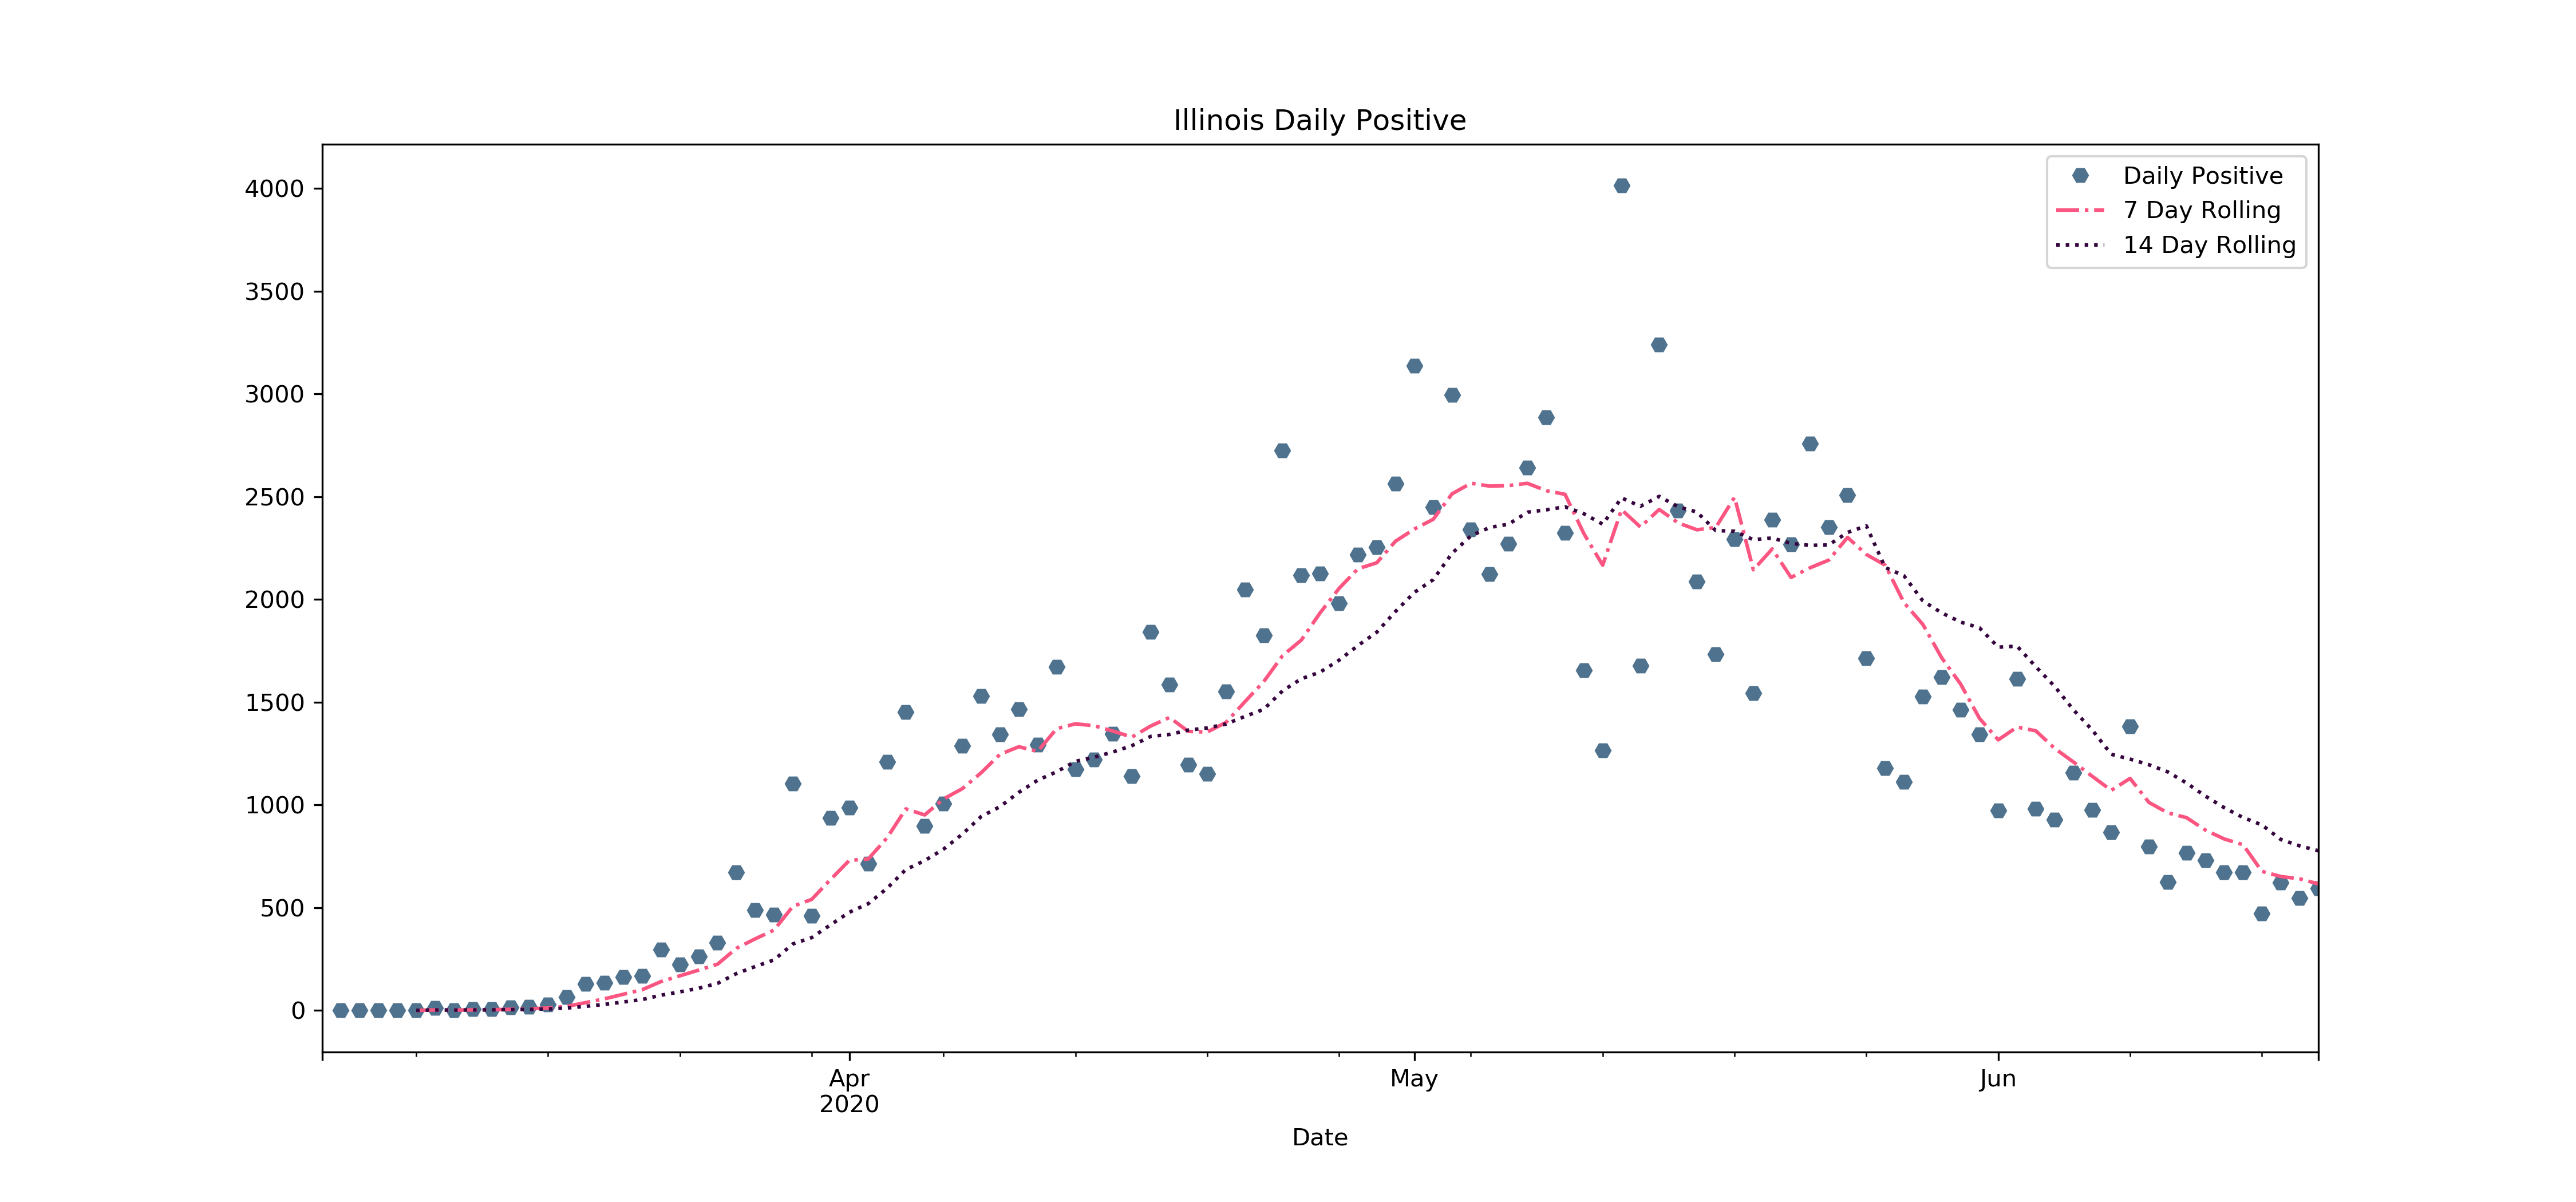 Illinois Daily Positive
4000
3500
3000
2500
2000
1500
1000
500
0
Daily Positive
7 Day Rolling
14 Day Rolling
Apr
2020
May
Jun
Date